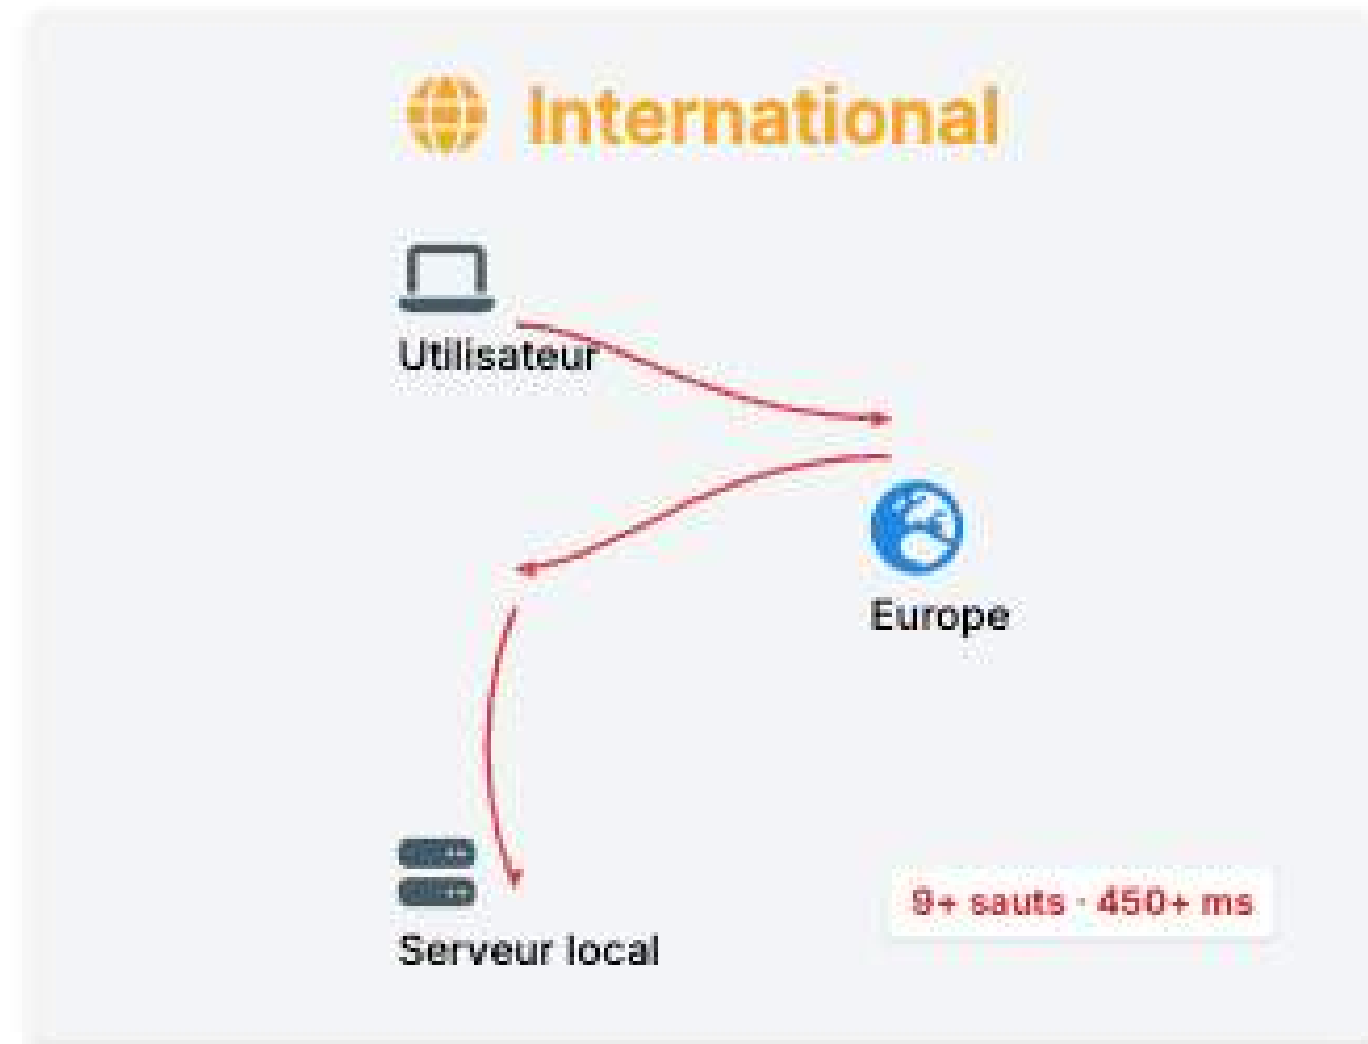 International
Utilisateur
Europe
9+ sauts · 450+ ms
Serveur local